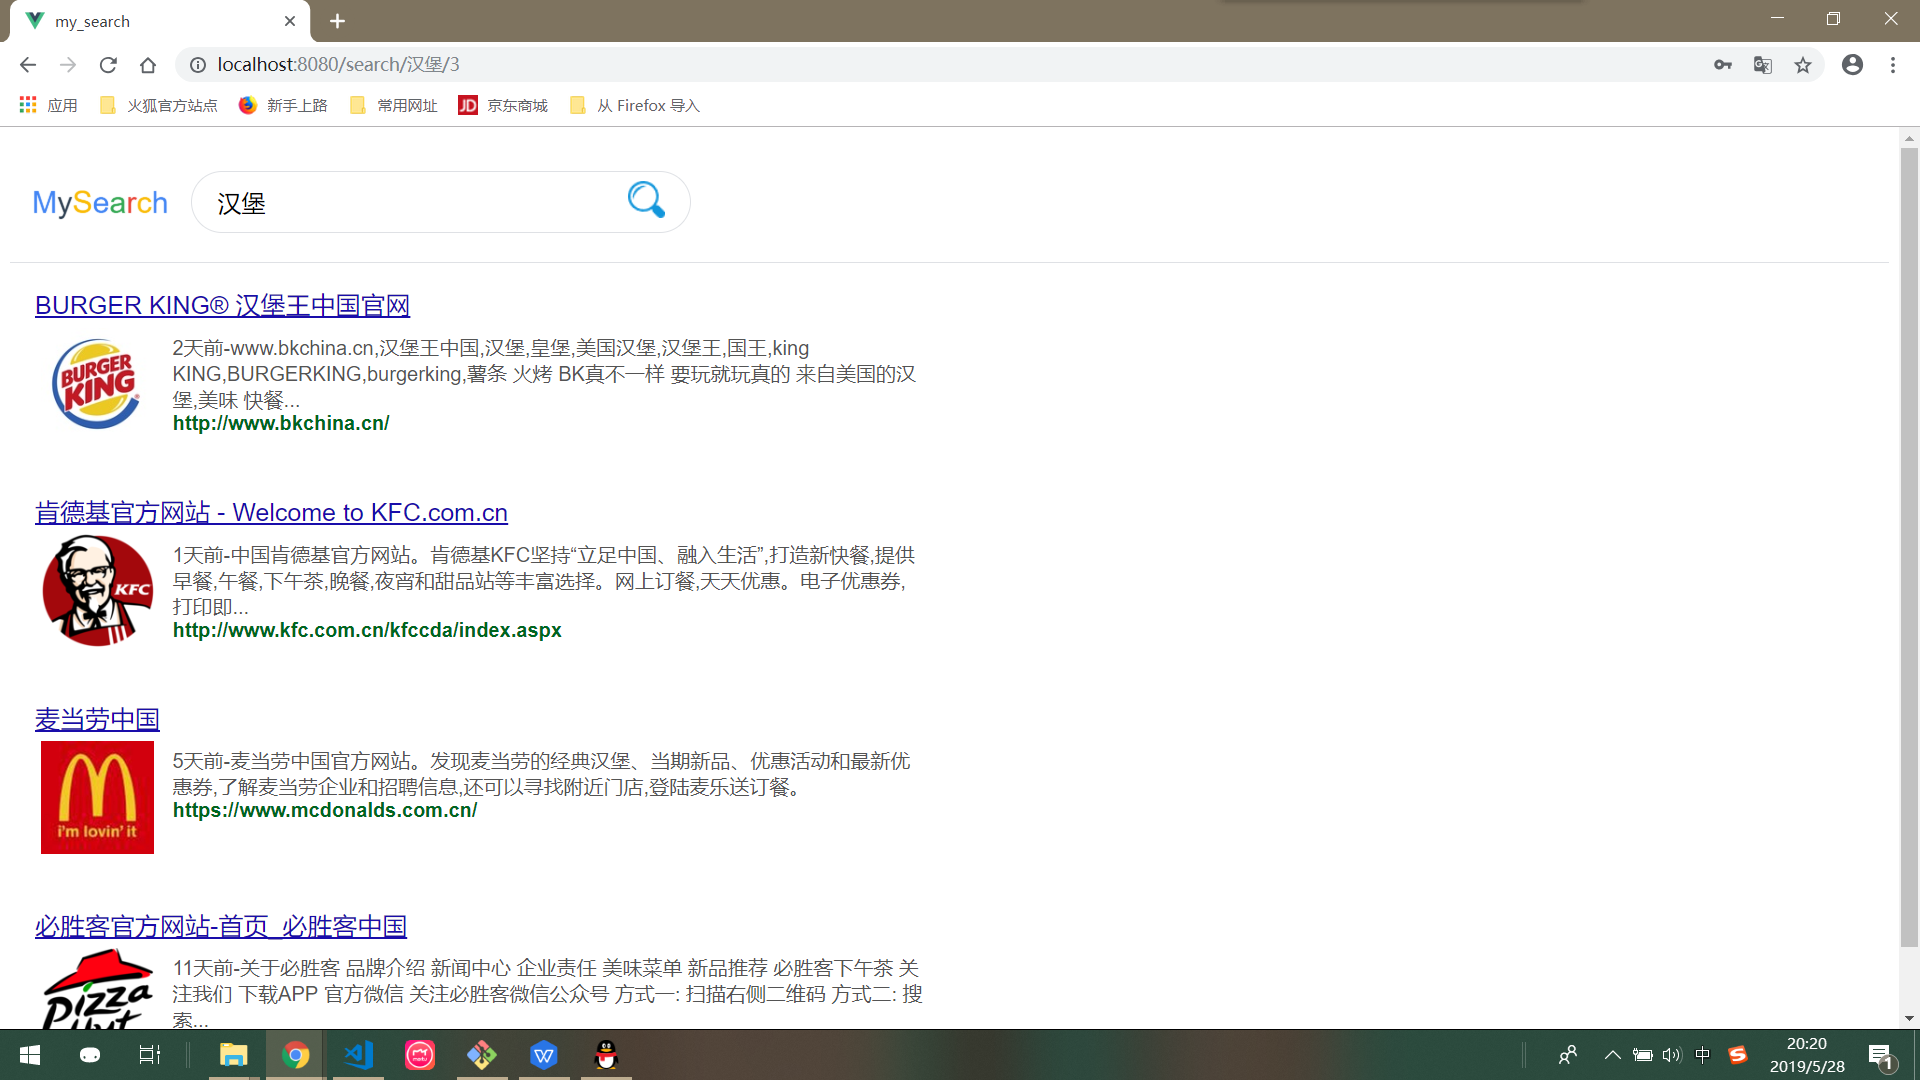 my_search
localhost:8080/search/汉堡/3
应用 火狐官方站点 新手上路 常用网址 JD 京东商城 从 Firefox 导入
MySearch 汉堡
BURGER KING® 汉堡王中国官网
BURGER KING
2天前-www.bkchina.cn,汉堡王中国,汉堡,皇堡,美国汉堡,汉堡王,国王,king
KING,BURGERKING,burgerking,薯条 火烤 BK真不一样 要玩就玩真的 来自美国的汉
堡,美味 快餐...
http://www.bkchina.cn/
肯德基官方网站 - Welcome to KFC.com.cn
KFC
1天前-中国肯德基官方网站。肯德基KFC坚持“立足中国、融入生活”,打造新快餐,提供
早餐,午餐,下午茶,晚餐,夜宵和甜品站等丰富选择。网上订餐,天天优惠。电子优惠券,
打印即...
http://www.kfc.com.cn/kfccda/index.aspx
麦当劳中国
i'm lovin' it
5天前-麦当劳中国官方网站。发现麦当劳的经典汉堡、当期新品、优惠活动和最新优
惠券,了解麦当劳企业和招聘信息,还可以寻找附近门店,登陆麦乐送订餐。
https://www.mcdonalds.com.cn/
必胜客官方网站-首页_必胜客中国
Pizza Hut
11天前-关于必胜客 品牌介绍 新闻中心 企业责任 美味菜单 新品推荐 必胜客下午茶 关
注我们 下载APP 官方微信 关注必胜客微信公众号 方式一: 扫描右侧二维码 方式二: 搜
索...
中
20:20
2019/5/28
1